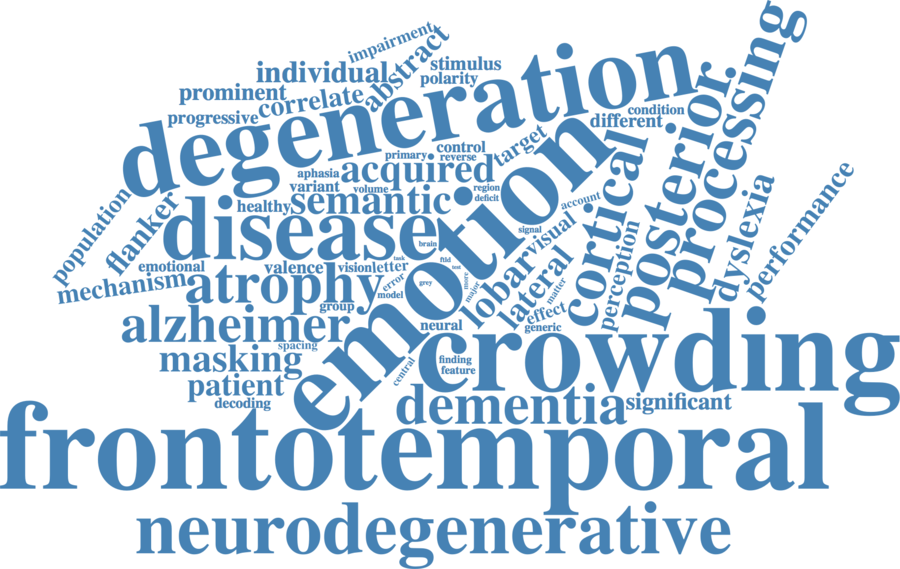 impairment
individual
abstract
stimulus
polarity
prominent
correlate
progressive
degeneration
condition
different
processing
control
target
primary
reverse
acquired
aphasia
variant
volume
region
deficit
account
population
flanker
healthy
semantic
emotion
cortical
posterior
dyslexia
performance
disease
brain
signal
visual
perception
emotional
valence
vision
letter
task
ftld
test
more
major
mechanism
atrophy
error
grey
model
group
lobar
lateral
matter
effect
generic
alzheimer
neural
spacing
crowding
masking
finding
feature
central
patient
decoding
dementia
significant
frontotemporal
neurodegenerative